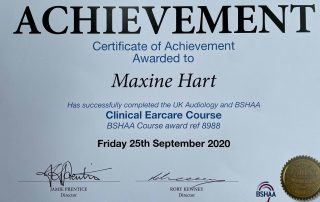 ACHIEVEMENT
Certificate of Achievement
Awarded to
Maxine Hart
Has successfully completed the UK Audiology and BSHAA
Clinical Earcare Course
BSHAA Course award ref 8988
Friday 25th September 2020
JAMIE PRENTICE
Director
RORY KEWNEY
Director
BSHAA